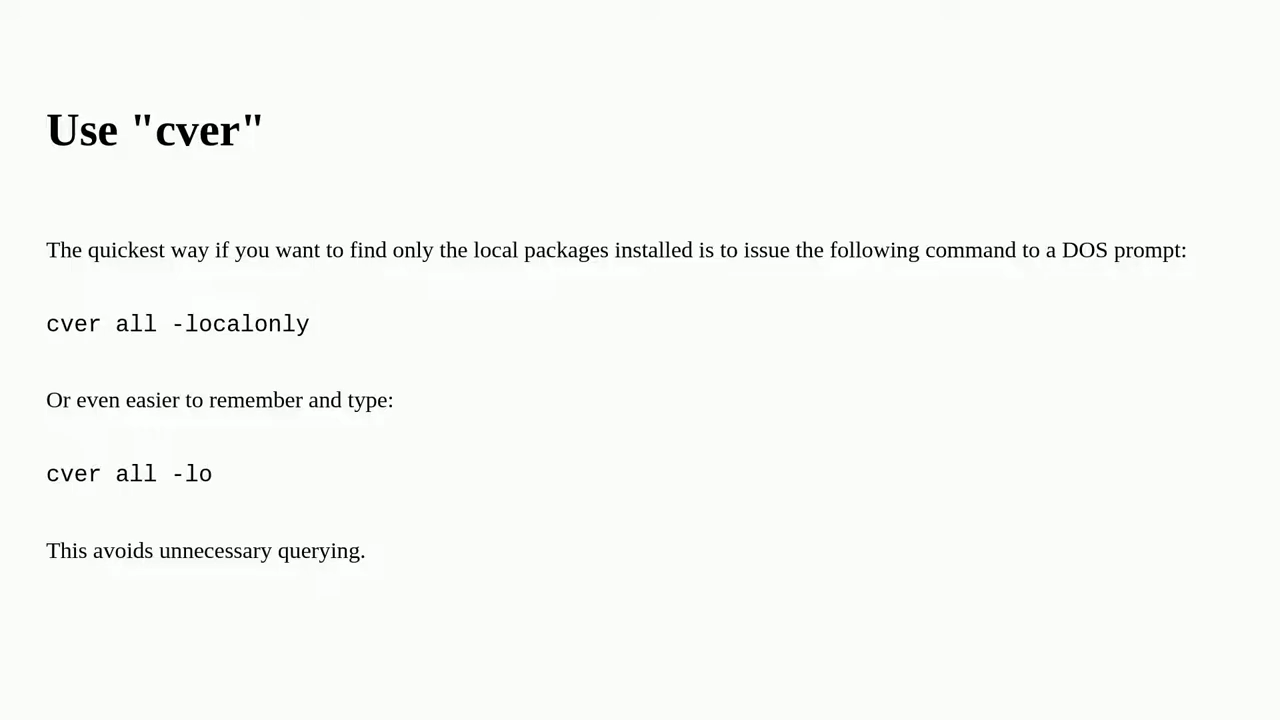 Use "cver"
The quickest way if you want to find only the local packages installed is to issue the following command to a DOS prompt:
cver all -localonly
Or even easier to remember and type:
cver all -lo
This avoids unnecessary querying.